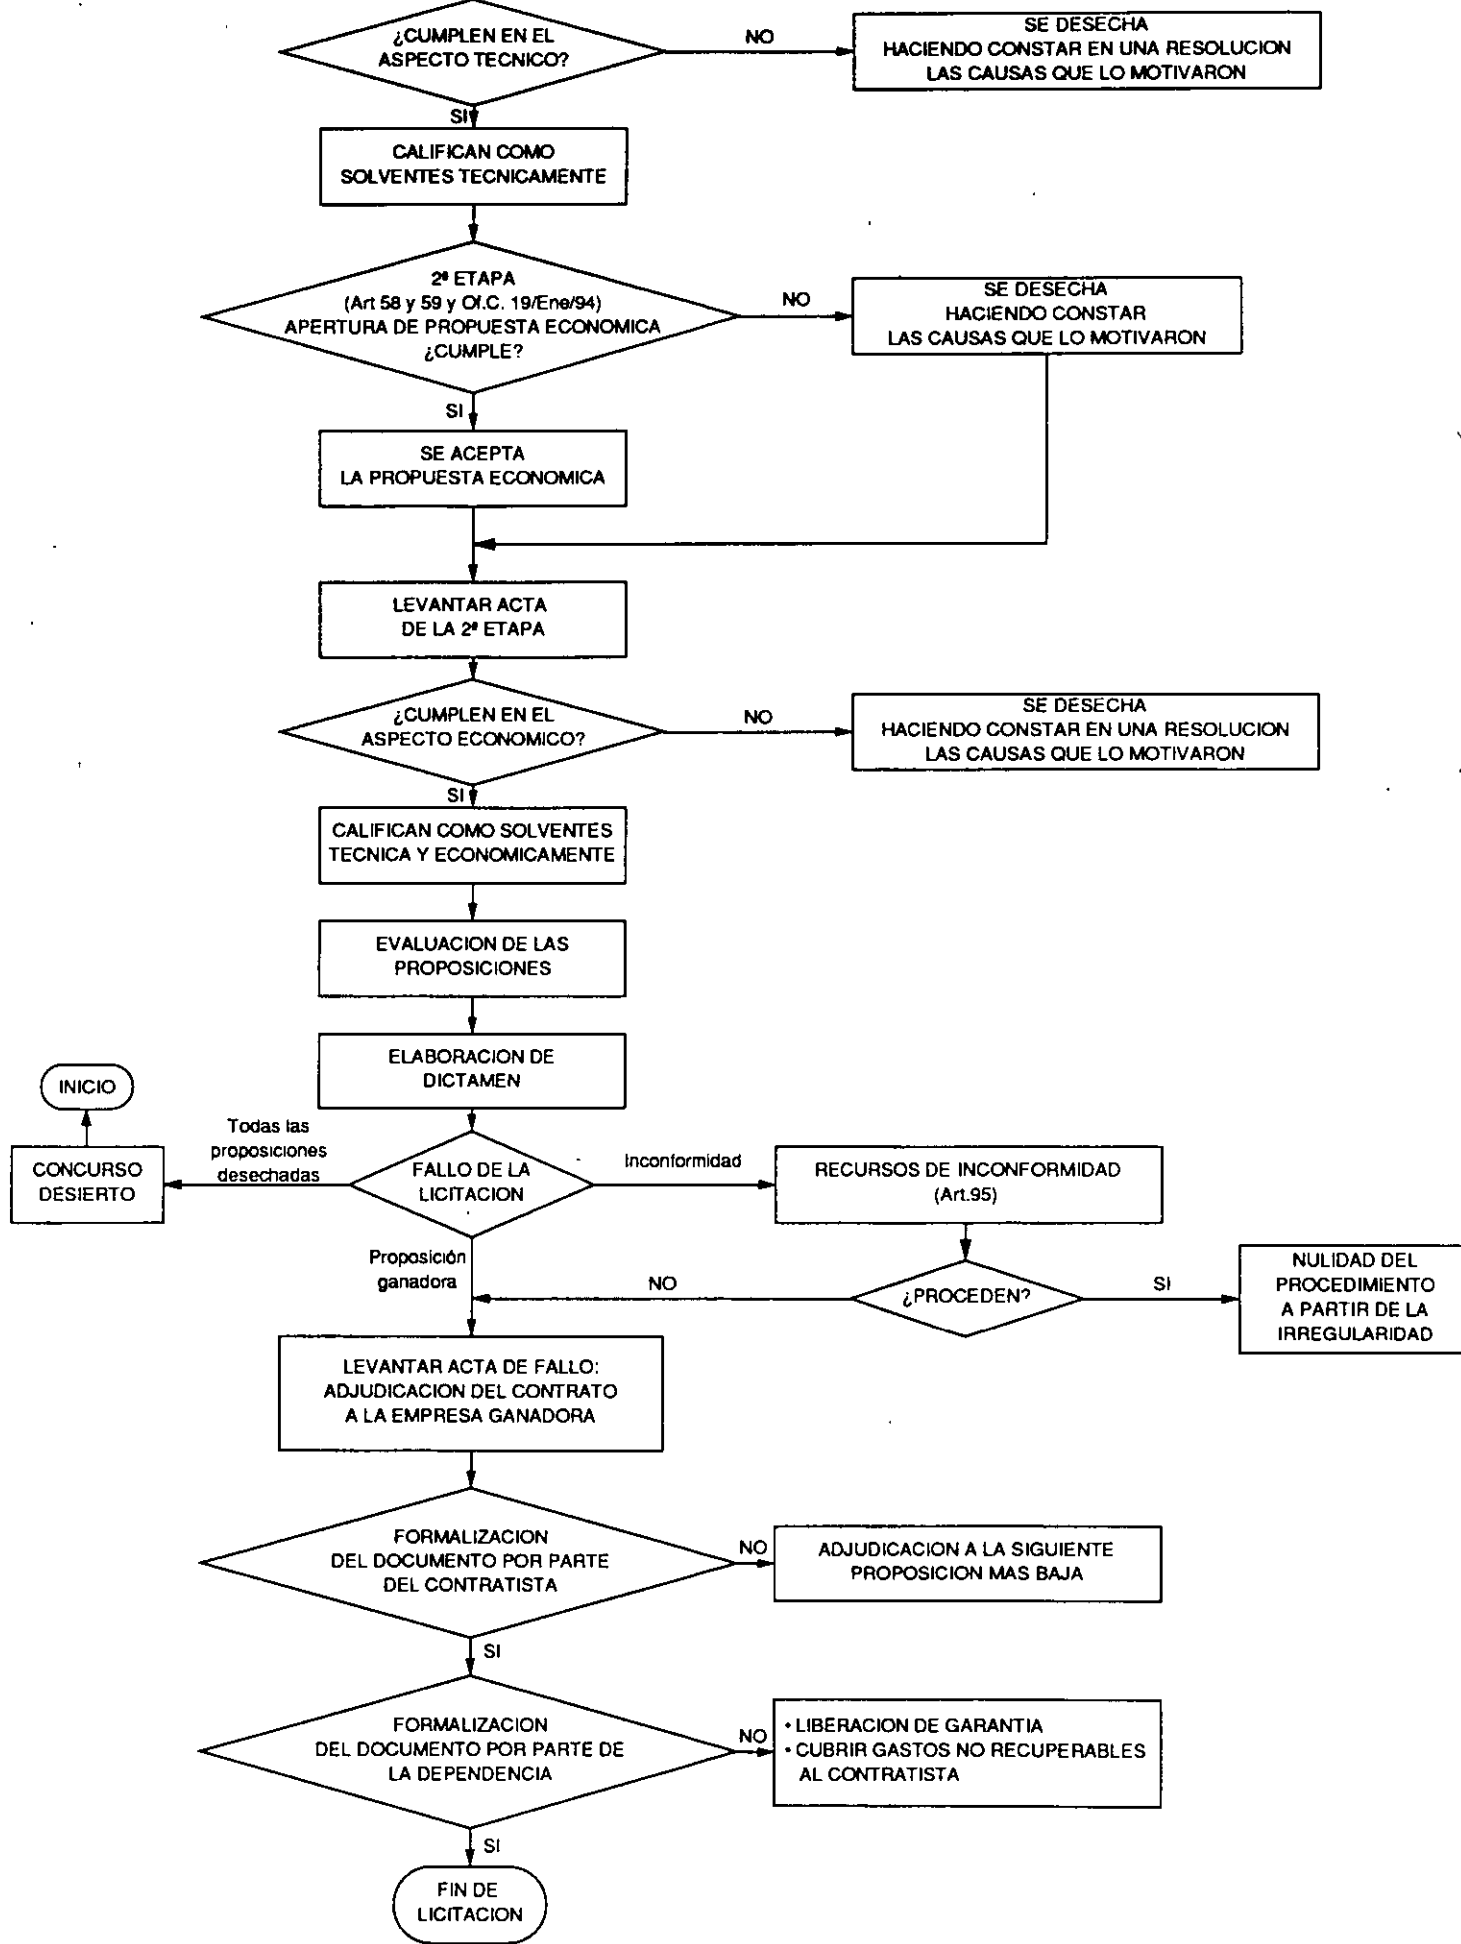 ¿CUMPLEN EN EL
ASPECTO TECNICO?
NO
SE DESECHA
HACIENDO CONSTAR EN UNA RESOLUCION
LAS CAUSAS QUE LO MOTIVARON
SI
CALIFICAN COMO
SOLVENTES TECNICAMENTE
2ª ETAPA
(Art 58 y 59 y Of.C. 19/Ene/94)
APERTURA DE PROPUESTA ECONOMICA
¿CUMPLE?
NO
SE DESECHA
HACIENDO CONSTAR
LAS CAUSAS QUE LO MOTIVARON
SI
SE ACEPTA
LA PROPUESTA ECONOMICA
LEVANTAR ACTA
DE LA 2ª ETAPA
¿CUMPLEN EN EL
ASPECTO ECONOMICO?
NO
SE DESECHA
HACIENDO CONSTAR EN UNA RESOLUCION
LAS CAUSAS QUE LO MOTIVARON
SI
CALIFICAN COMO SOLVENTES
TECNICA Y ECONOMICAMENTE
EVALUACION DE LAS
PROPOSICIONES
ELABORACION DE
DICTAMEN
INICIO
CONCURSO
DESIERTO
Todas las
proposiciones
desechadas
FALLO DE LA
LICITACION
Inconformidad
RECURSOS DE INCONFORMIDAD
(Art.95)
Proposición
ganadora
NO
¿PROCEDEN?
SI
NULIDAD DEL
PROCEDIMIENTO
A PARTIR DE LA
IRREGULARIDAD
LEVANTAR ACTA DE FALLO:
ADJUDICACION DEL CONTRATO
A LA EMPRESA GANADORA
FORMALIZACION
DEL DOCUMENTO POR PARTE
DEL CONTRATISTA
NO
ADJUDICACION A LA SIGUIENTE
PROPOSICION MAS BAJA
SI
FORMALIZACION
DEL DOCUMENTO POR PARTE DE
LA DEPENDENCIA
NO
• LIBERACION DE GARANTIA
• CUBRIR GASTOS NO RECUPERABLES
AL CONTRATISTA
SI
FIN DE
LICITACION